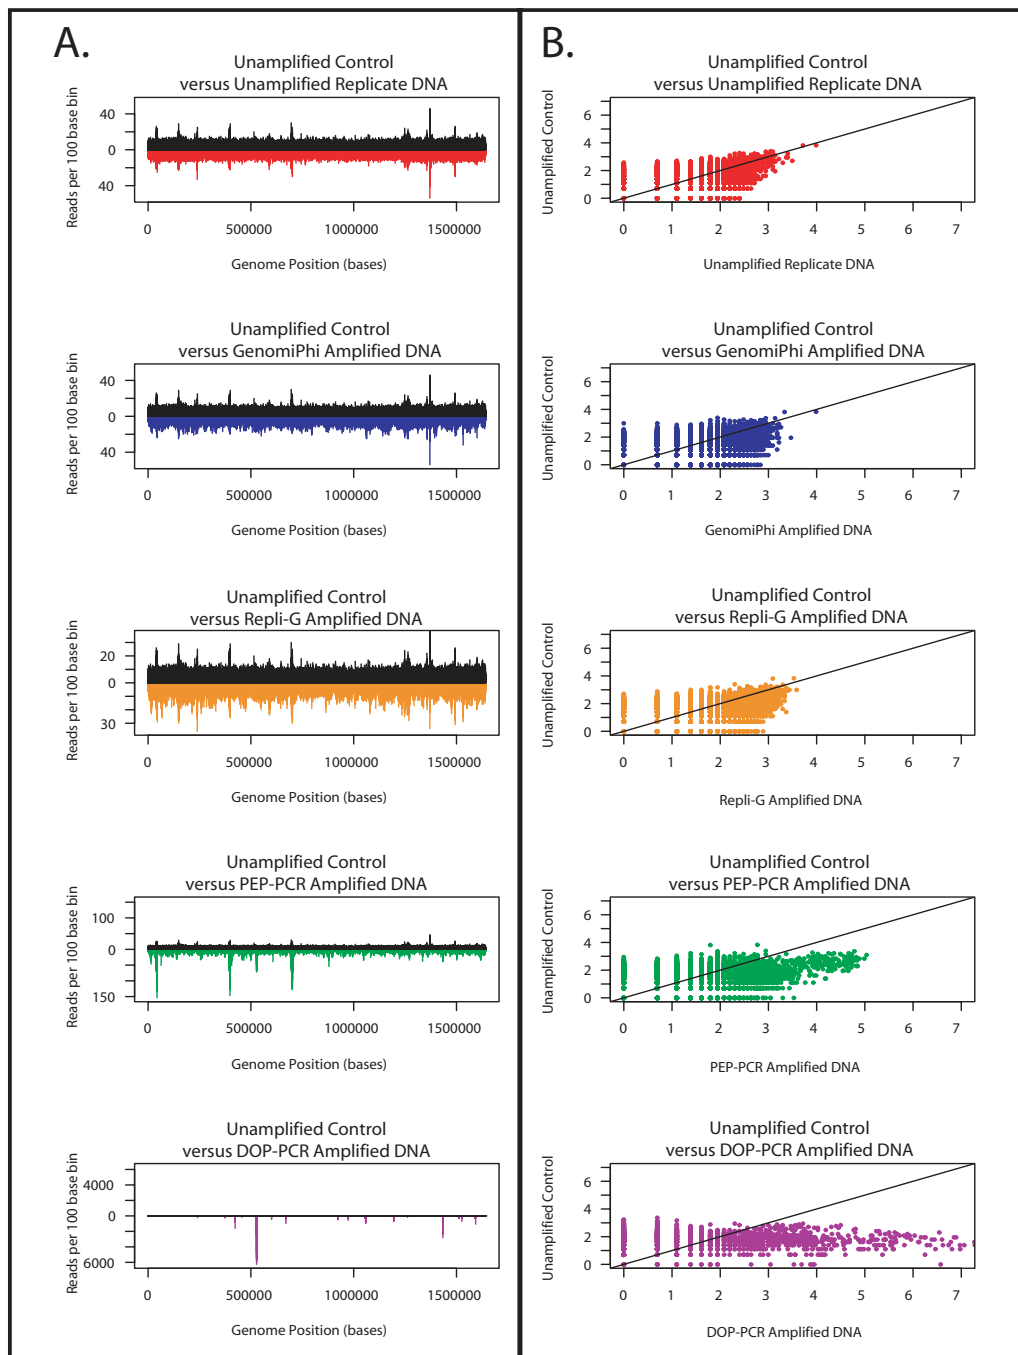 A.
Unamplified Control
versus Unamplified Replicate DNA
Reads per 100 base bin
40
0
40
0 500000 1000000 1500000
Genome Position (bases)
Unamplified Control
versus GenomiPhi Amplified DNA
Reads per 100 base bin
40
0
40
0 500000 1000000 1500000
Genome Position (bases)
Unamplified Control
versus Repli-G Amplified DNA
Reads per 100 base bin
20
0
30
0 500000 1000000 1500000
Genome Position (bases)
Unamplified Control
versus PEP-PCR Amplified DNA
Reads per 100 base bin
100
0
150
0 500000 1000000 1500000
Genome Position (bases)
Unamplified Control
versus DOP-PCR Amplified DNA
Reads per 100 base bin
4000
0
6000
0 500000 1000000 1500000
Genome Position (bases)
B.
Unamplified Control
versus Unamplified Replicate DNA
Unamplified Control
6
4
2
0
0 1 2 3 4 5 6 7
Unamplified Replicate DNA
Unamplified Control
versus GenomiPhi Amplified DNA
Unamplified Control
6
4
2
0
0 1 2 3 4 5 6 7
GenomiPhi Amplified DNA
Unamplified Control
versus Repli-G Amplified DNA
Unamplified Control
6
4
2
0
0 1 2 3 4 5 6 7
Repli-G Amplified DNA
Unamplified Control
versus PEP-PCR Amplified DNA
Unamplified Control
6
4
2
0
0 1 2 3 4 5 6 7
PEP-PCR Amplified DNA
Unamplified Control
versus DOP-PCR Amplified DNA
Unamplified Control
6
4
2
0
0 1 2 3 4 5 6 7
DOP-PCR Amplified DNA